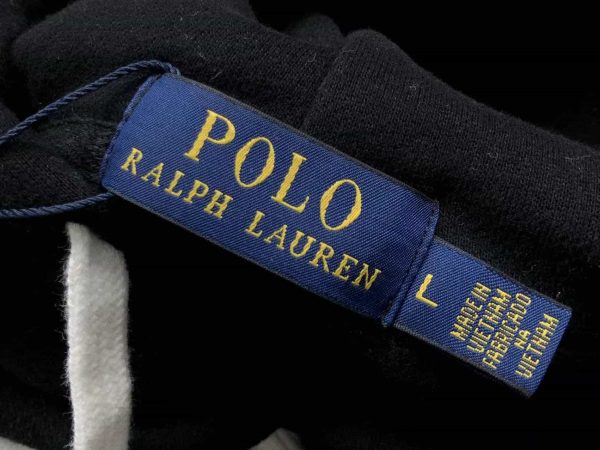 POLO
RALPH LAUREN
L
MADE IN
VIETNAM
FABRICADO
NA
VIETNAM